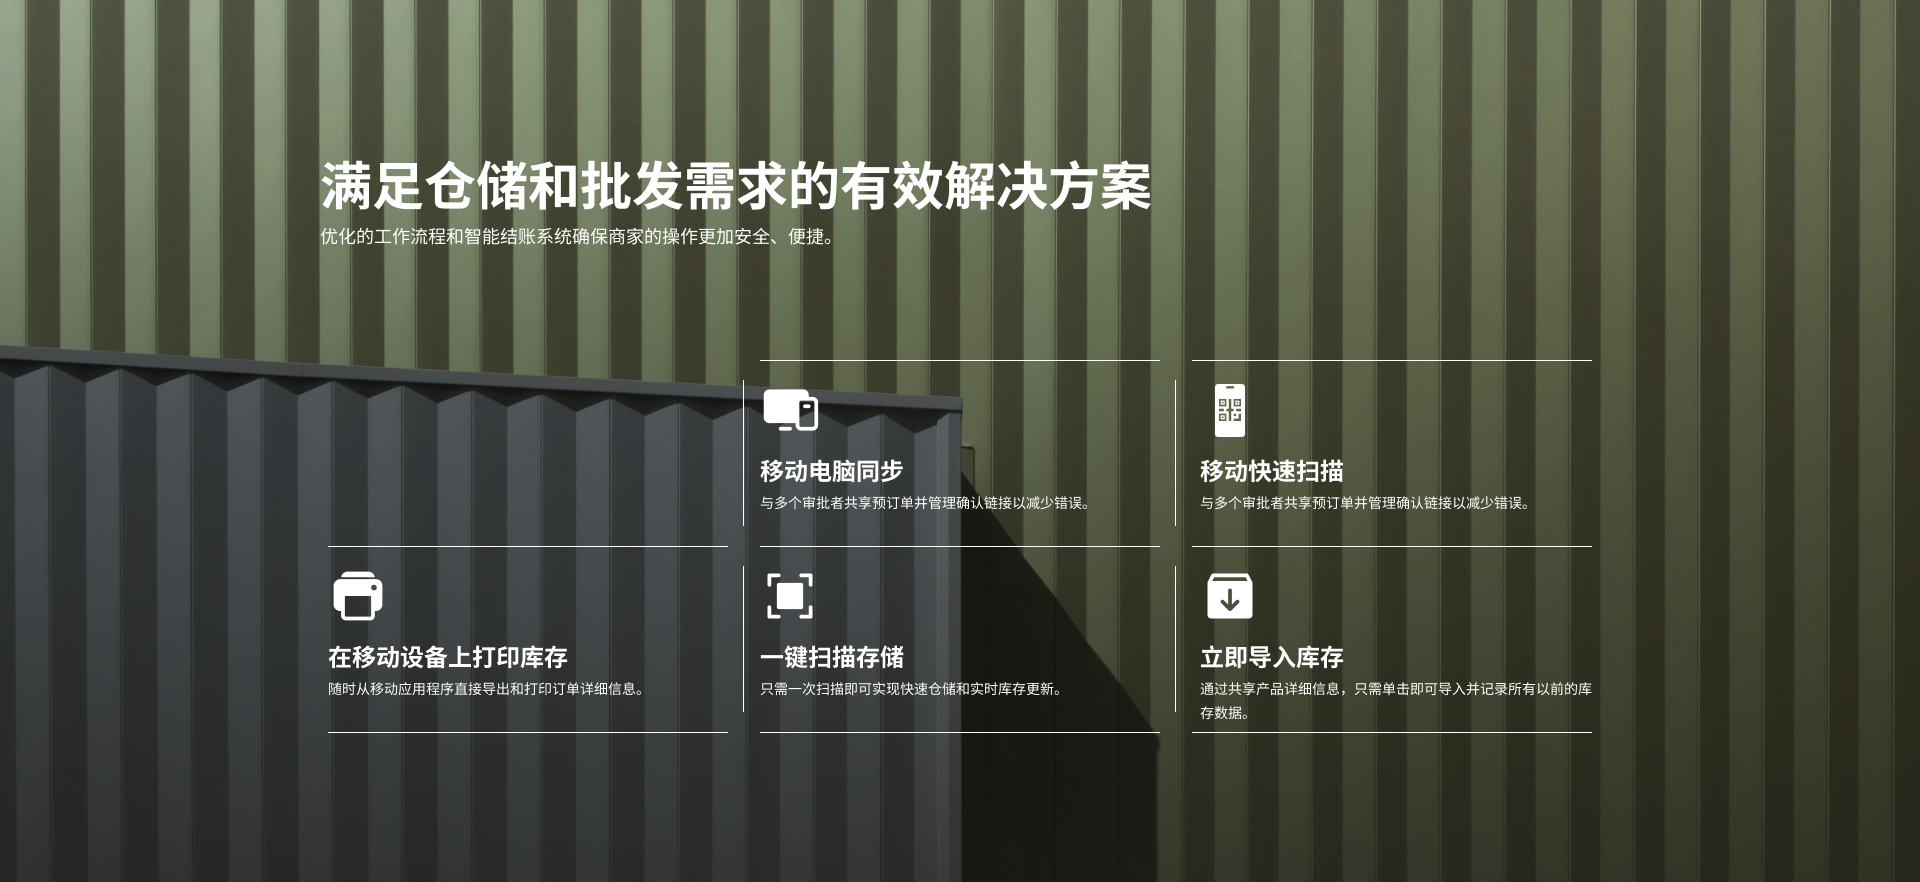 满足仓储和批发需求的有效解决方案
优化的工作流程和智能结账系统确保商家的操作更加安全、便捷。
移动电脑同步
与多个审批者共享预订单并管理确认链接以减少错误。
移动快速扫描
与多个审批者共享预订单并管理确认链接以减少错误。
在移动设备上打印库存
随时从移动应用程序直接导出和打印订单详细信息。
一键扫描存储
只需一次扫描即可实现快速仓储和实时库存更新。
立即导入库存
通过共享产品详细信息，只需单击即可导入并记录所有以前的库
存数据。